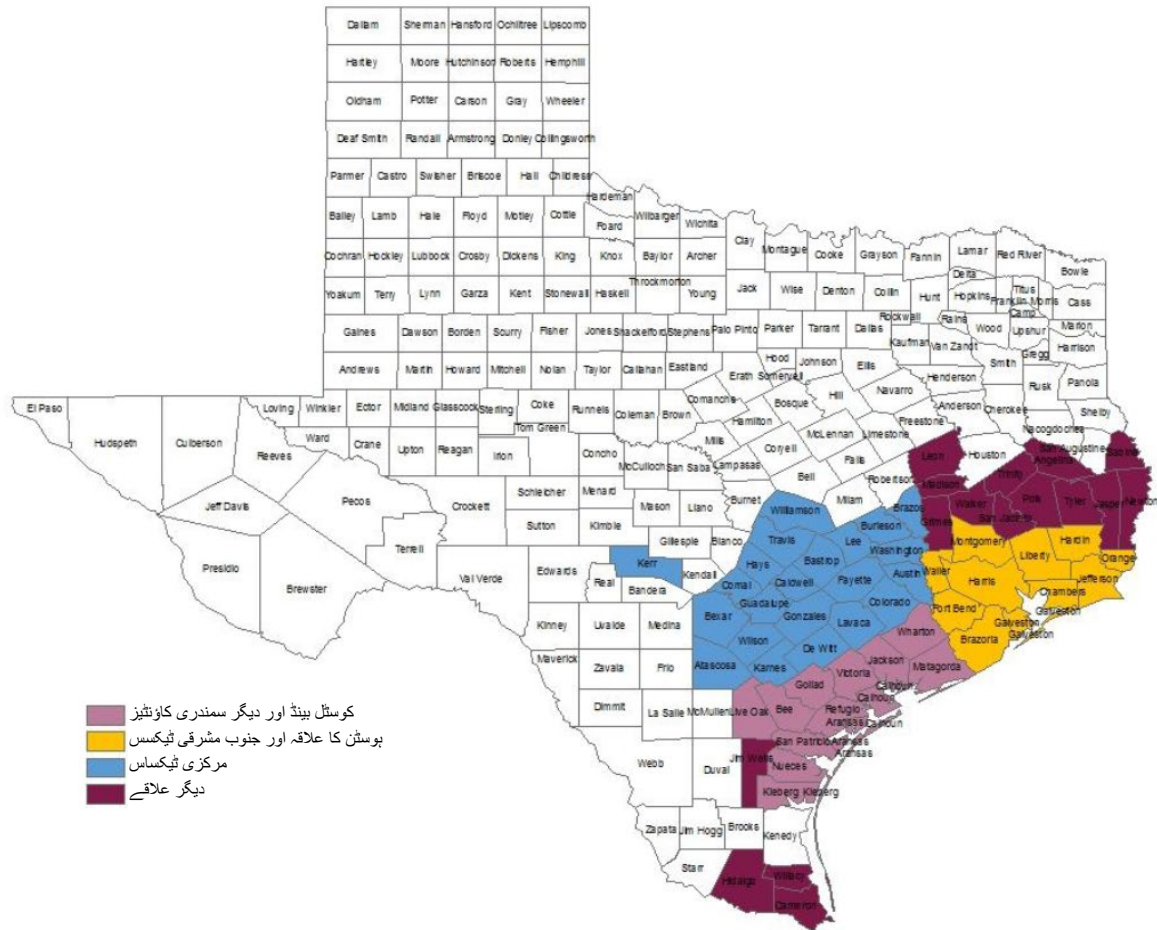 Dallam Sherman Hansford Ochiltree Lipscomb
Hartley Moore Hutchinson Roberts Hemphill
Oldham Potter Carson Gray Wheeler
Deaf Smith Randall Armstrong Donley Collingsworth
Parmer Castro Swisher Briscoe Hall Childress
Hardeman
Bailey Lamb Hale Floyd Motley Cottle Foard Wilbarger Wichita
Clay Montague Cooke Grayson Fannin Lamar Red River Bowie
Cochran Hockley Lubbock Crosby Dickens King Knox Baylor Archer
Delta Titus
Yoakum Terry Lynn Garza Kent Stonewall Haskell Throckmorton Young Jack Wise Denton Collin Hunt Hopkins Franklin Morris Cass
Rockwall Rains Camp
Gaines Dawson Borden Scurry Fisher Jones Shackelford Stephens Palo Pinto Parker Tarrant Dallas Kaufman Van Zandt Wood Upshur Marion
Gregg Harrison
Andrews Martin Howard Mitchell Nolan Taylor Callahan Eastland Erath Hood Somervell Johnson Ellis Henderson Smith Rusk Panola
El Paso Hudspeth Culberson Loving Winkler Ector Midland Glasscock Sterling Coke Runnels Coleman Brown Comanche Hamilton Bosque Hill Navarro Anderson Cherokee Shelby
Nacogdoches
Reeves Ward Crane Upton Reagan Irion Tom Green Concho McCulloch San Saba Mills Lampasas Coryell McLennan Limestone Freestone Leon Houston Angelina San Augustine Sabine
Jeff Davis Pecos Crockett Schleicher Menard Mason Llano Burnet Bell Falls Robertson Madison Trinity
Milam Walker Polk Tyler Jasper Newton
Presidio Brewster Terrell Val Verde Sutton Kimble Gillespie Blanco Williamson Travis Burleson Brazos Grimes San Jacinto
Edwards Kerr Kendall Hays Bastrop Lee Washington Montgomery Liberty Hardin Orange
Real Bandera Comal Caldwell Fayette Austin Waller Harris Jefferson
Kinney Uvalde Medina Bexar Guadalupe Gonzales Colorado Fort Bend Chambers
Lavaca Galveston
Galveston
Galveston
Maverick Zavala Frio Atascosa Wilson Karnes De Witt Wharton Brazoria
Dimmit La Salle McMullen Live Oak Bee Goliad Victoria Jackson Matagorda
Calhoun
Calhoun
Calhoun
Refugio
Aransas
Aransas
Aransas
Webb Duval Jim Wells San Patricio
Nueces
Kleberg Kleberg
Zapata Jim Hogg Brooks Kenedy
Starr Hidalgo Willacy
Cameron
کوسٹل بینڈ اور دیگر سمندری کاؤنٹیز
ہوسٹن کا علاقہ اور جنوب مشرقی ٹیکسس
مرکزی ٹیکساس
دیگر علاقے